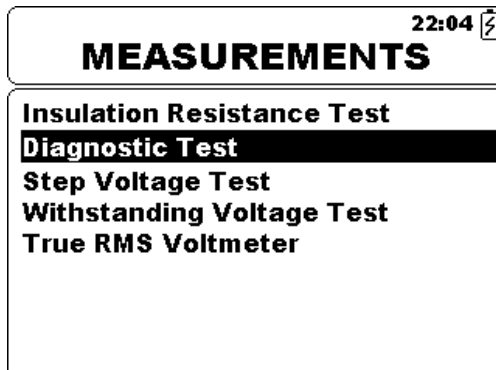 22:04
MEASUREMENTS
Insulation Resistance Test
Diagnostic Test
Step Voltage Test
Withstanding Voltage Test
True RMS Voltmeter